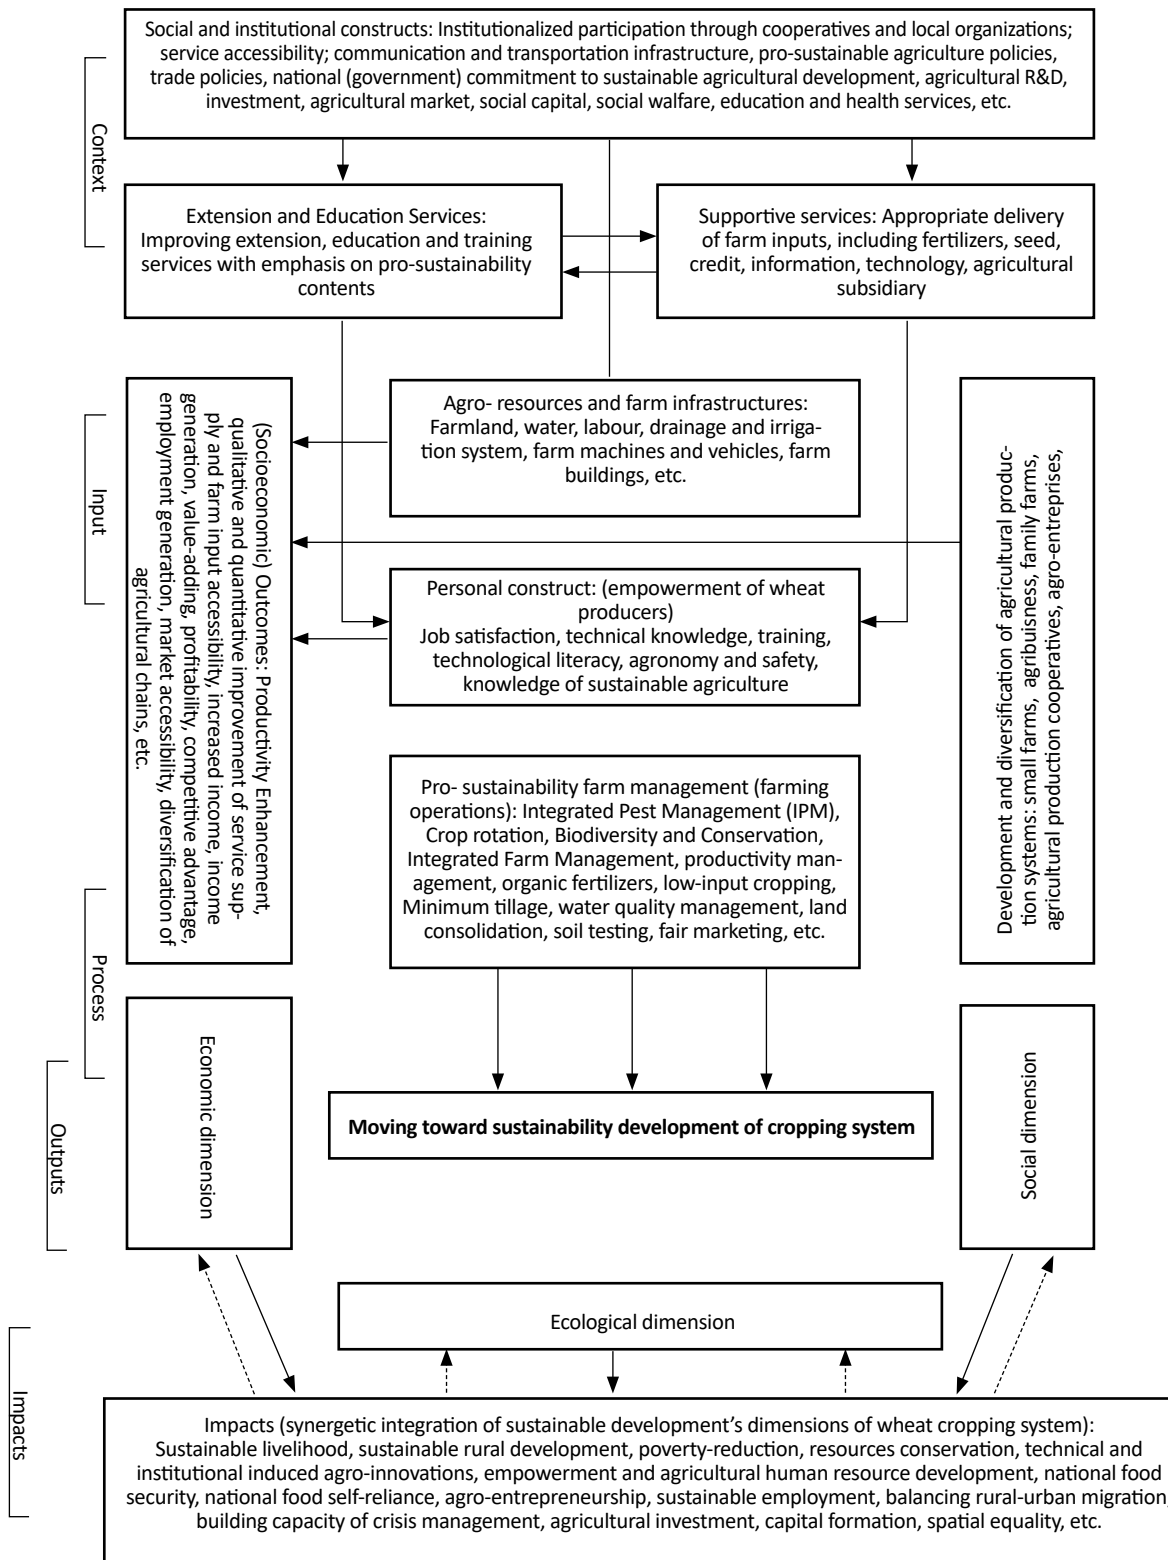 Social and institutional constructs: Institutionalized participation through cooperatives and local organizations;
service accessibility; communication and transportation infrastructure, pro-sustainable agriculture policies,
trade policies, national (government) commitment to sustainable agricultural development, agricultural R&D,
investment, agricultural market, social capital, social walfare, education and health services, etc.
Context
Extension and Education Services:
Improving extension, education and training
services with emphasis on pro-sustainability
contents
Supportive services: Appropriate delivery
of farm inputs, including fertilizers, seed,
credit, information, technology, agricultural
subsidiary
Input
(Socioeconomic) Outcomes: Productivity Enhancement,
qualitative and quantitative improvement of service sup-
ply and farm input accessibility, increased income, income
generation, value-adding, profitability, competitive advantage,
employment generation, market accessibility, diversification of
agricultural chains, etc.
Agro- resources and farm infrastructures:
Farmland, water, labour, drainage and irriga-
tion system, farm machines and vehicles, farm
buildings, etc.
Personal construct: (empowerment of wheat
producers)
Job satisfaction, technical knowledge, training,
technological literacy, agronomy and safety,
knowledge of sustainable agriculture
Development and diversification of agricultural produc-
tion systems: small farms, agribuisness, family farms,
agricultural production cooperatives, agro-entreprises,
Pro- sustainability farm management (farming
operations): Integrated Pest Management (IPM),
Crop rotation, Biodiversity and Conservation,
Integrated Farm Management, productivity man-
agement, organic fertilizers, low-input cropping,
Minimum tillage, water quality management, land
consolidation, soil testing, fair marketing, etc.
Process
Economic dimension
Moving toward sustainability development of cropping system
Social dimension
Outputs
Ecological dimension
Impacts
Impacts (synergetic integration of sustainable development’s dimensions of wheat cropping system):
Sustainable livelihood, sustainable rural development, poverty-reduction, resources conservation, technical and
institutional induced agro-innovations, empowerment and agricultural human resource development, national food
security, national food self-reliance, agro-entrepreneurship, sustainable employment, balancing rural-urban migration,
building capacity of crisis management, agricultural investment, capital formation, spatial equality, etc.